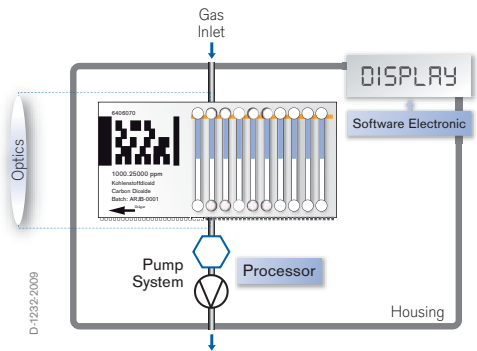 Gas
Inlet
DISPLAY
Software Electronic
Optics
6406070
1000.25000 ppm
Kohlenstoffdioxid
Carbon Dioxide
Batch: ARJB-0001
Dräger
Pump
System
Processor
Housing
D-1232-2009